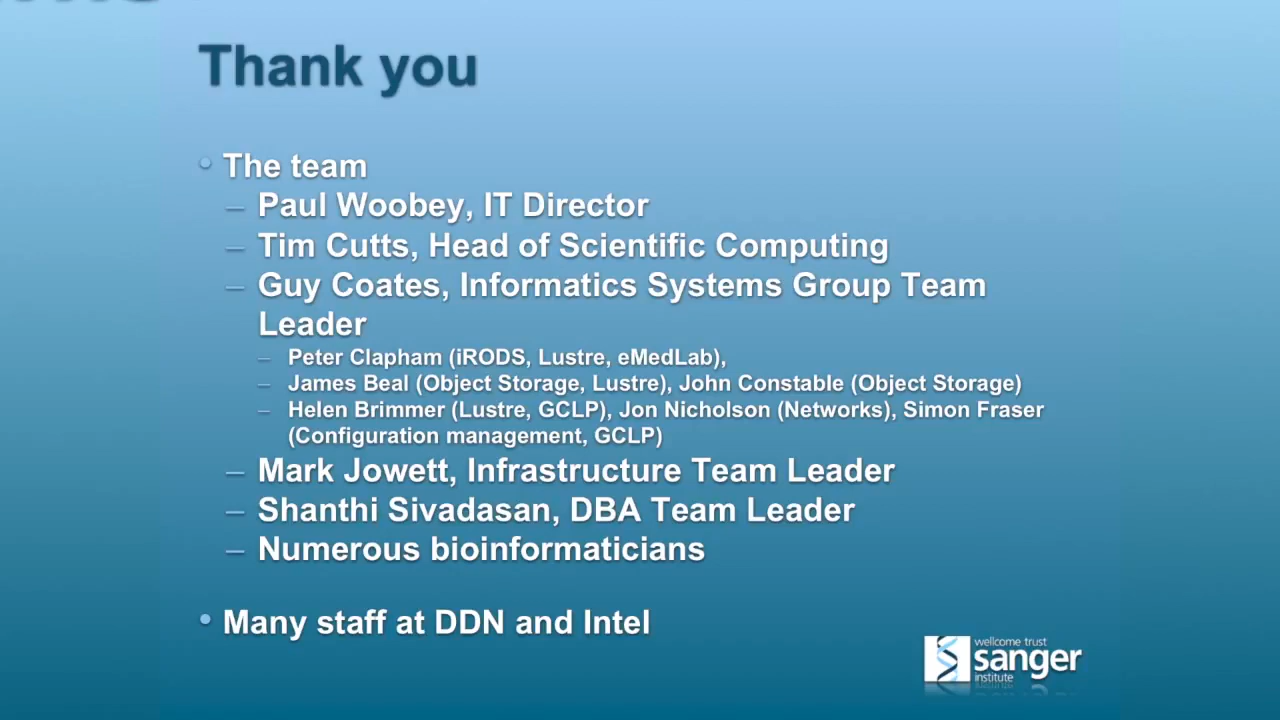 Thank you
• The team
– Paul Woobey, IT Director
– Tim Cutts, Head of Scientific Computing
– Guy Coates, Informatics Systems Group Team
Leader
– Peter Clapham (iRODS, Lustre, eMedLab),
– James Beal (Object Storage, Lustre), John Constable (Object Storage)
– Helen Brimmer (Lustre, GCLP), Jon Nicholson (Networks), Simon Fraser
(Configuration management, GCLP)
– Mark Jowett, Infrastructure Team Leader
– Shanthi Sivadasan, DBA Team Leader
– Numerous bioinformaticians
• Many staff at DDN and Intel
wellcome trust
sanger
institute